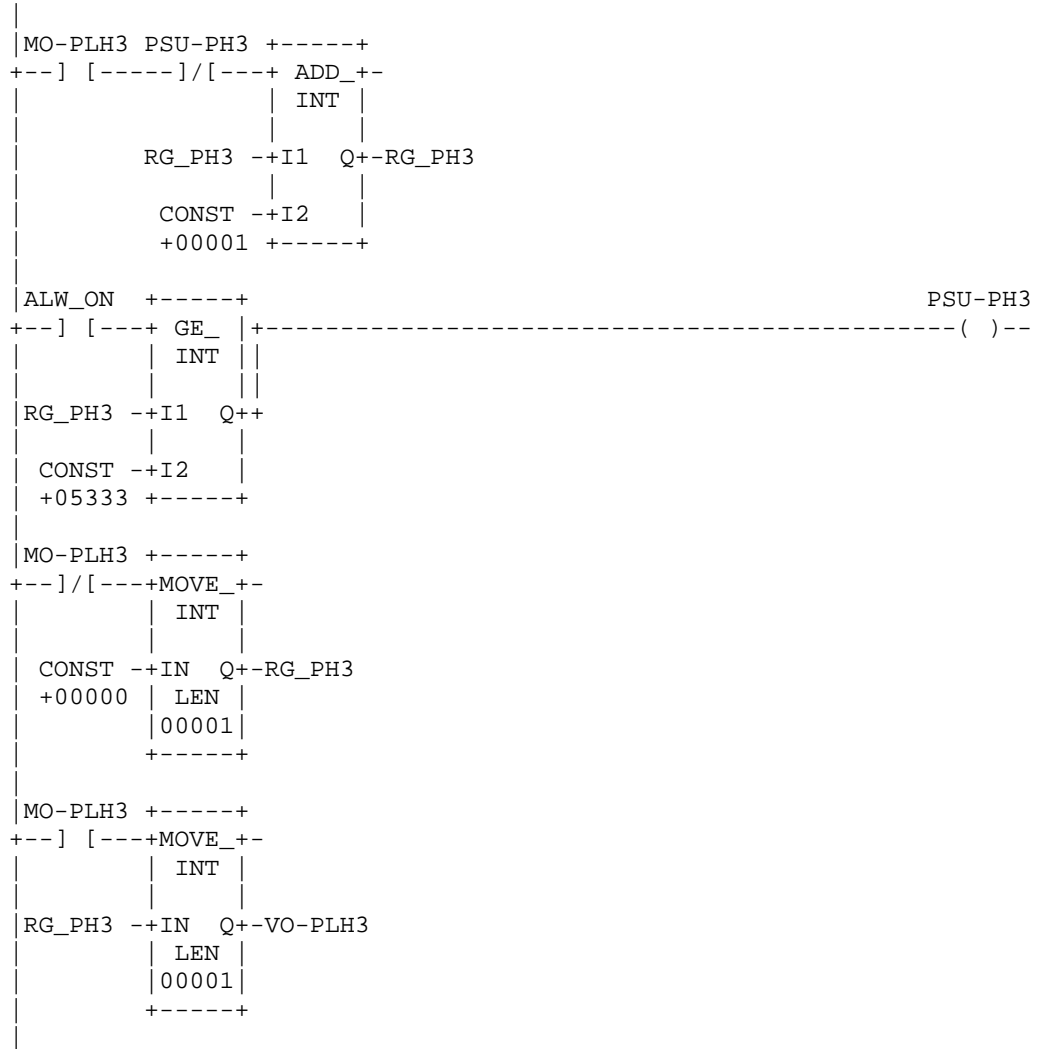 |
|MO-PLH3 PSU-PH3 +-----+
+--] [-----]/[---+ ADD_+-
|                | INT |
|                |     |
|        RG_PH3 -+I1  Q+-RG_PH3
|                |     |
|         CONST -+I2   |
|         +00001 +-----+
|
|ALW_ON  +-----+                                            PSU-PH3
+--] [---+ GE_ |+---------------------------------------------( )--
|        | INT ||
|        |     ||
|RG_PH3 -+I1  Q++
|        |     |
| CONST -+I2   |
| +05333 +-----+
|
|MO-PLH3 +-----+
+--]/[---+MOVE_+-
|        | INT |
|        |     |
| CONST -+IN  Q+-RG_PH3
| +00000 | LEN |
|        |00001|
|        +-----+
|
|MO-PLH3 +-----+
+--] [---+MOVE_+-
|        | INT |
|        |     |
|RG_PH3 -+IN  Q+-VO-PLH3
|        | LEN |
|        |00001|
|        +-----+
|